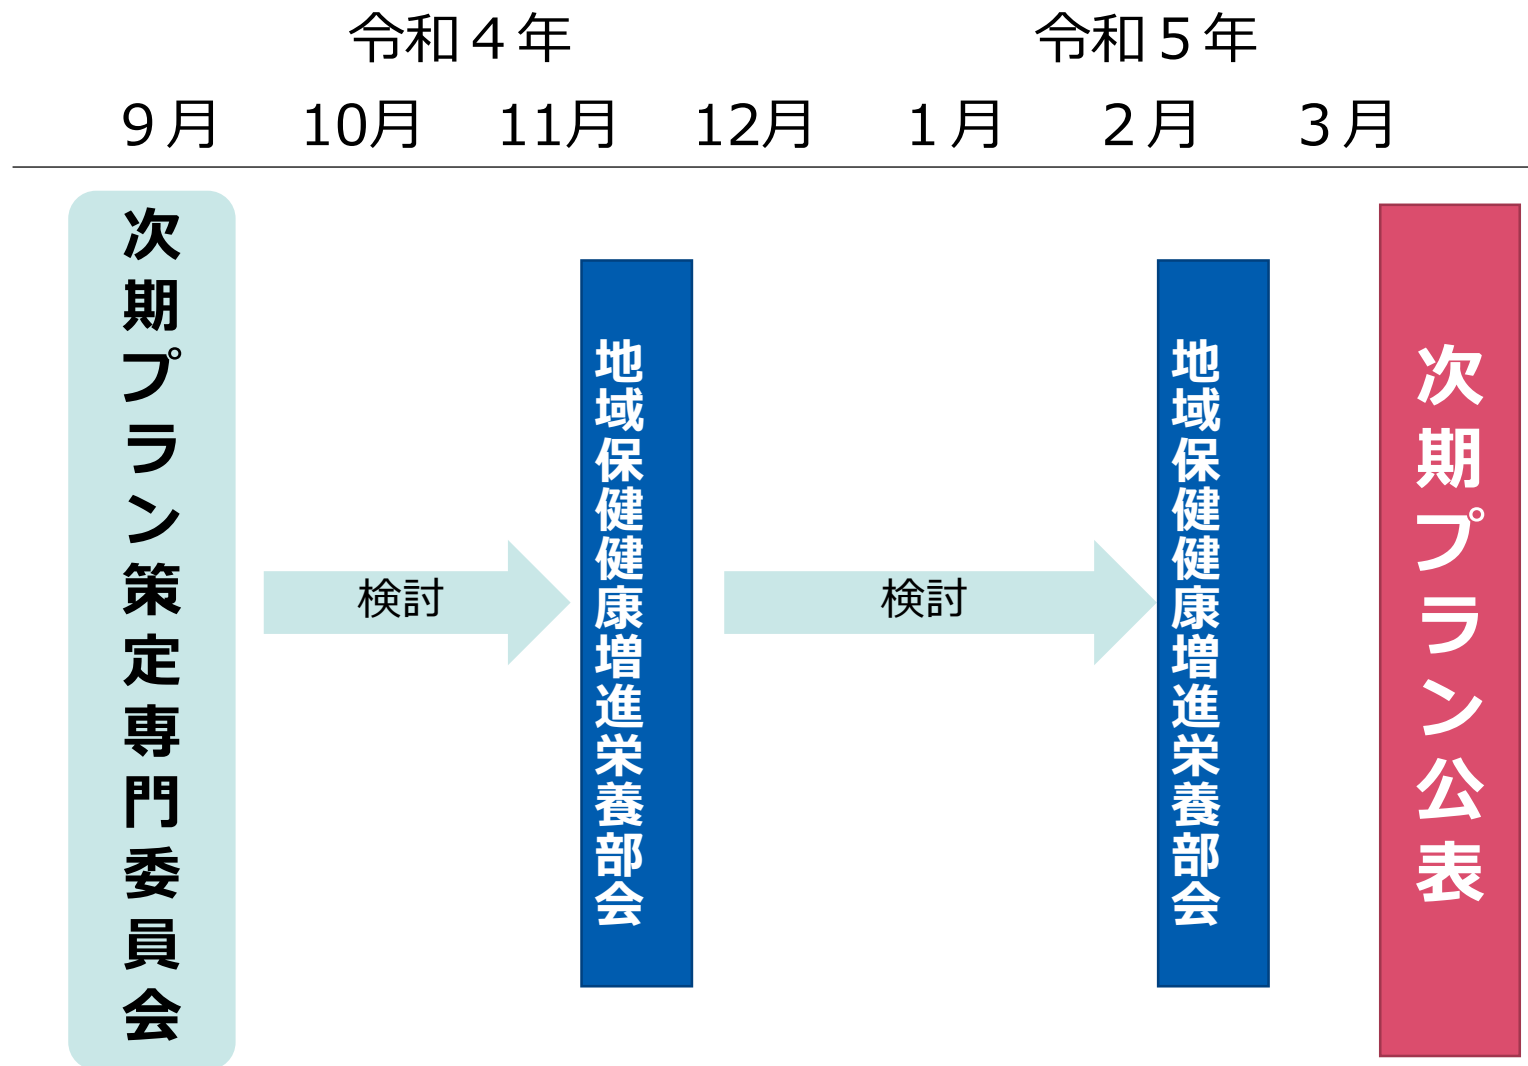 令和４年
令和５年
９月
10月
11月
12月
１月
２月
３月
次期プラン策定専門委員会
検討
地域保健健康増進栄養部会
検討
地域保健健康増進栄養部会
次期プラン公表